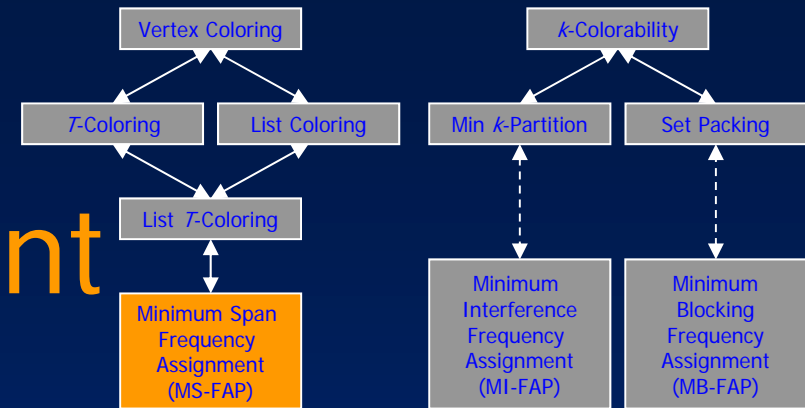 Vertex Coloring
k-Colorability
T-Coloring
List Coloring
Min k-Partition
Set Packing
List T-Coloring
nt
Minimum Span
Frequency
Assignment
(MS-FAP)
Minimum
Interference
Frequency
Assignment
(MI-FAP)
Minimum
Blocking
Frequency
Assignment
(MB-FAP)